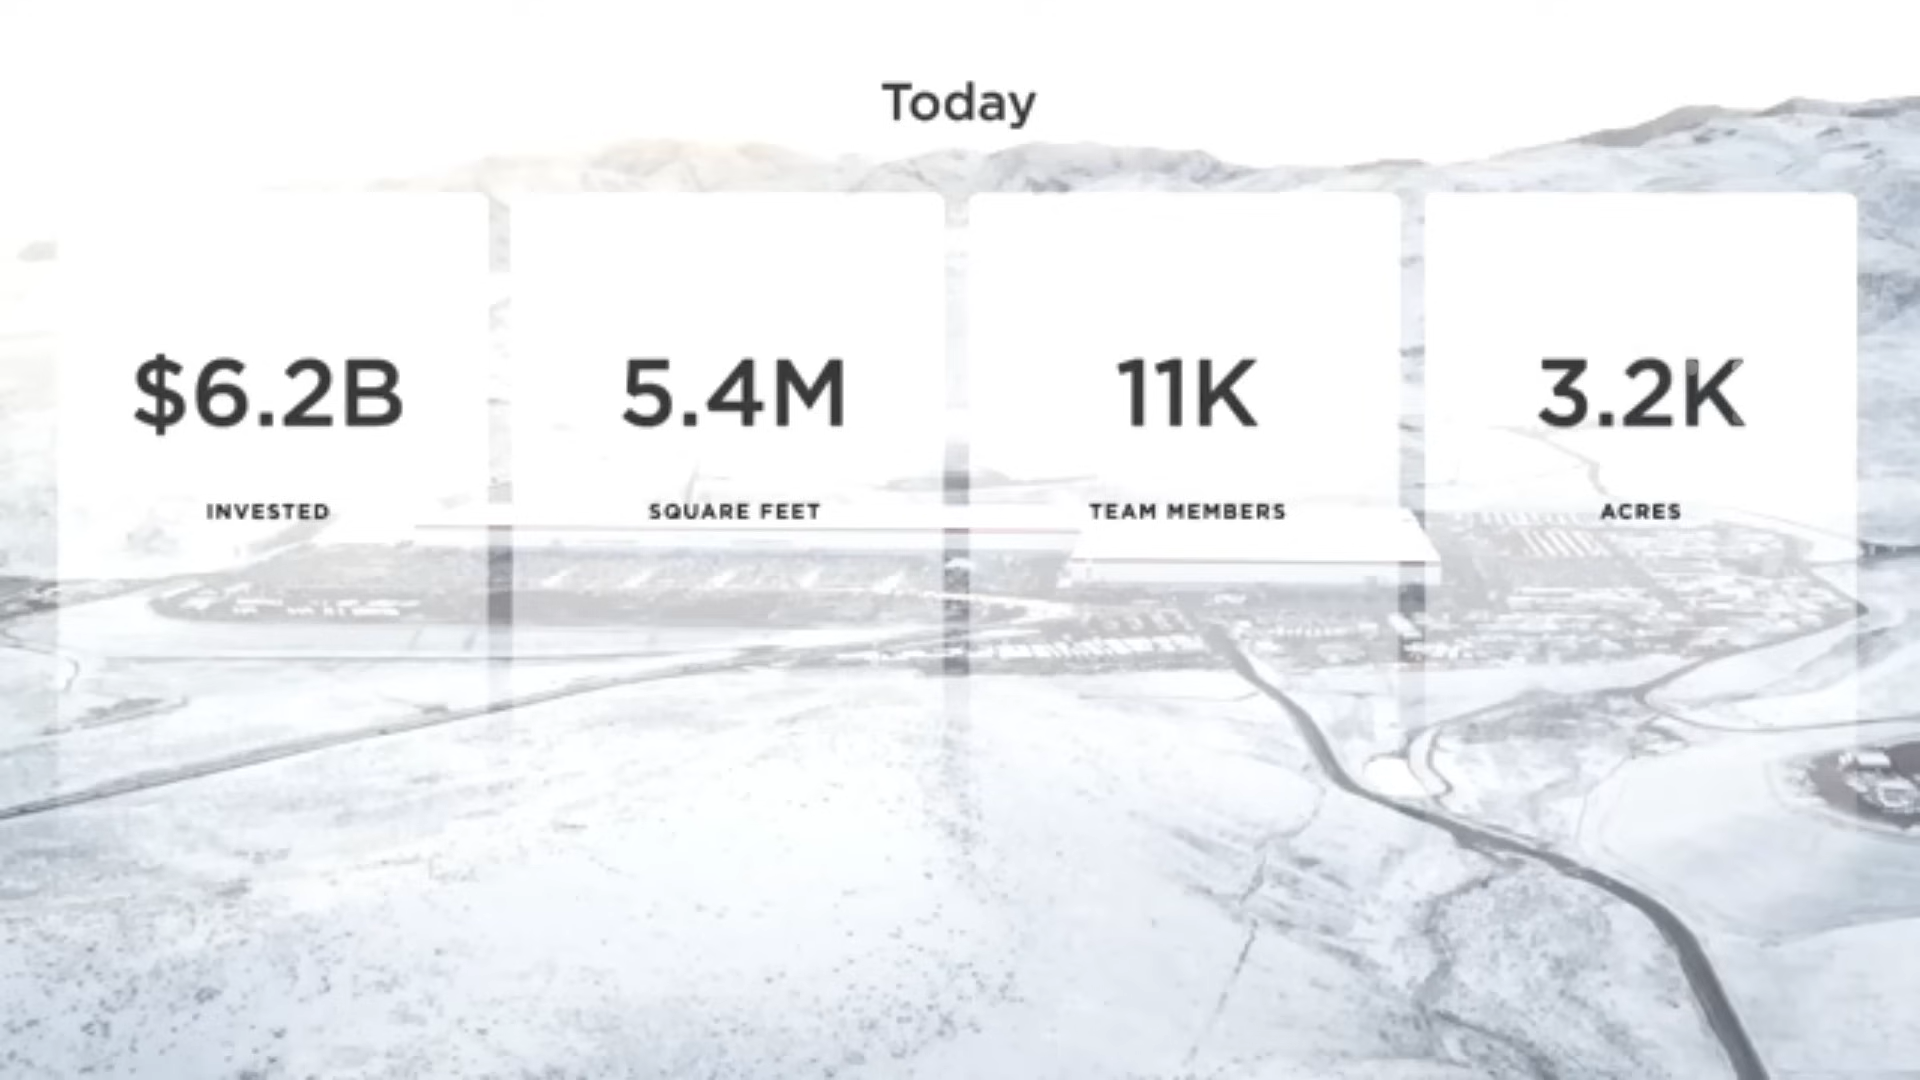 Today
$6.2B
INVESTED
5.4M
SQUARE FEET
11K
TEAM MEMBERS
3.2K
ACRES